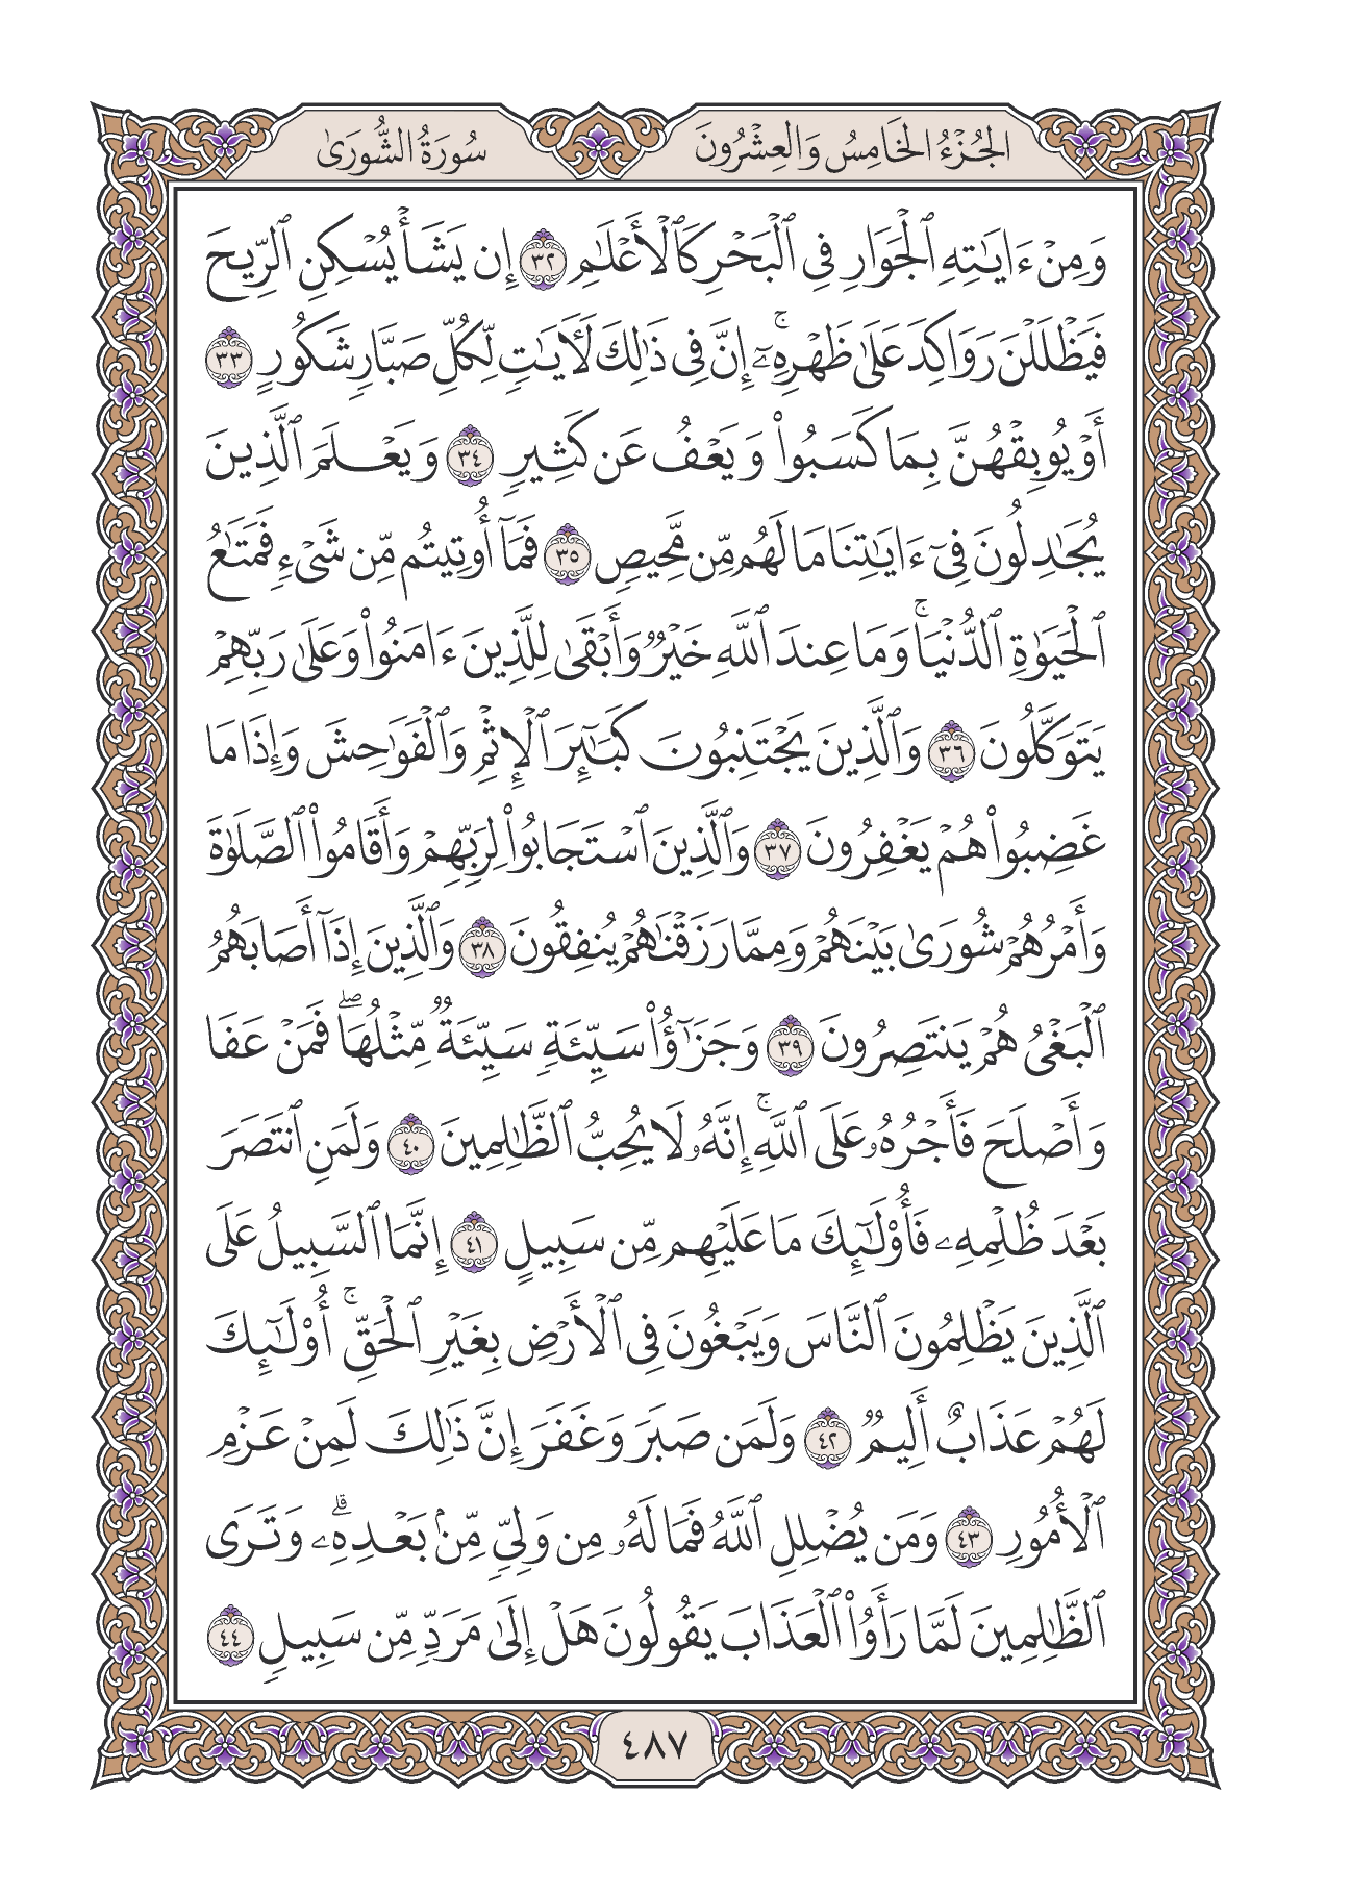 الجُزْءُ الخَامِسُ وَالعِشْرُونَ
سُورَةُ الشُّورَىٰ
وَمِنْ ءَايَـٰتِهِ ٱلْجَوَارِ فِى ٱلْبَحْرِ كَٱلْأَعْلَـٰمِ ٣٢ إِن يَشَأْ يُسْكِنِ ٱلرِّيحَ
فَيَظْلَلْنَ رَوَاكِدَ عَلَىٰ ظَهْرِهِۦٓ ۚ إِنَّ فِى ذَٰلِكَ لَـَٔايَـٰتٍ لِّكُلِّ صَبَّارٍ شَكُورٍ ٣٣
أَوْ يُوبِقْهُنَّ بِمَا كَسَبُوا۟ وَيَعْفُ عَن كَثِيرٍ ٣٤ وَيَعْلَمَ ٱلَّذِينَ
يُجَـٰدِلُونَ فِىٓ ءَايَـٰتِنَا مَا لَهُم مِّن مَّحِيصٍ ٣٥ فَمَآ أُوتِيتُم مِّن شَىْءٍ فَمَتَـٰعُ
ٱلْحَيَوٰةِ ٱلدُّنْيَا ۚ وَمَا عِندَ ٱللَّهِ خَيْرٌ وَأَبْقَىٰ لِلَّذِينَ ءَامَنُوا۟ وَعَلَىٰ رَبِّهِمْ
يَتَوَكَّلُونَ ٣٦ وَٱلَّذِينَ يَجْتَنِبُونَ كَبَـٰٓئِرَ ٱلْإِثْمِ وَٱلْفَوَٰحِشَ وَإِذَا مَا
غَضِبُوا۟ هُمْ يَغْفِرُونَ ٣٧ وَٱلَّذِينَ ٱسْتَجَابُوا۟ لِرَبِّهِمْ وَأَقَامُوا۟ ٱلصَّلَوٰةَ
وَأَمْرُهُمْ شُورَىٰ بَيْنَهُمْ وَمِمَّا رَزَقْنَـٰهُمْ يُنفِقُونَ ٣٨ وَٱلَّذِينَ إِذَآ أَصَابَهُمُ
ٱلْبَغْىُ هُمْ يَنتَصِرُونَ ٣٩ وَجَزَٰٓؤُا۟ سَيِّئَةٍ سَيِّئَةٌ مِّثْلُهَا ۖ فَمَنْ عَفَا
وَأَصْلَحَ فَأَجْرُهُۥ عَلَى ٱللَّهِ ۚ إِنَّهُۥ لَا يُحِبُّ ٱلظَّـٰلِمِينَ ٤٠ وَلَمَنِ ٱنتَصَرَ
بَعْدَ ظُلْمِهِۦ فَأُو۟لَـٰٓئِكَ مَا عَلَيْهِم مِّن سَبِيلٍ ٤١ إِنَّمَا ٱلسَّبِيلُ عَلَى
ٱلَّذِينَ يَظْلِمُونَ ٱلنَّاسَ وَيَبْغُونَ فِى ٱلْأَرْضِ بِغَيْرِ ٱلْحَقِّ ۚ أُو۟لَـٰٓئِكَ
لَهُمْ عَذَابٌ أَلِيمٌ ٤٢ وَلَمَن صَبَرَ وَغَفَرَ إِنَّ ذَٰلِكَ لَمِنْ عَزْمِ
ٱلْأُمُورِ ٤٣ وَمَن يُضْلِلِ ٱللَّهُ فَمَا لَهُۥ مِن وَلِىٍّ مِّنۢ بَعْدِهِۦ ۗ وَتَرَى
ٱلظَّـٰلِمِينَ لَمَّا رَأَوُا۟ ٱلْعَذَابَ يَقُولُونَ هَلْ إِلَىٰ مَرَدٍّ مِّن سَبِيلٍ ٤٤
٤٨٧